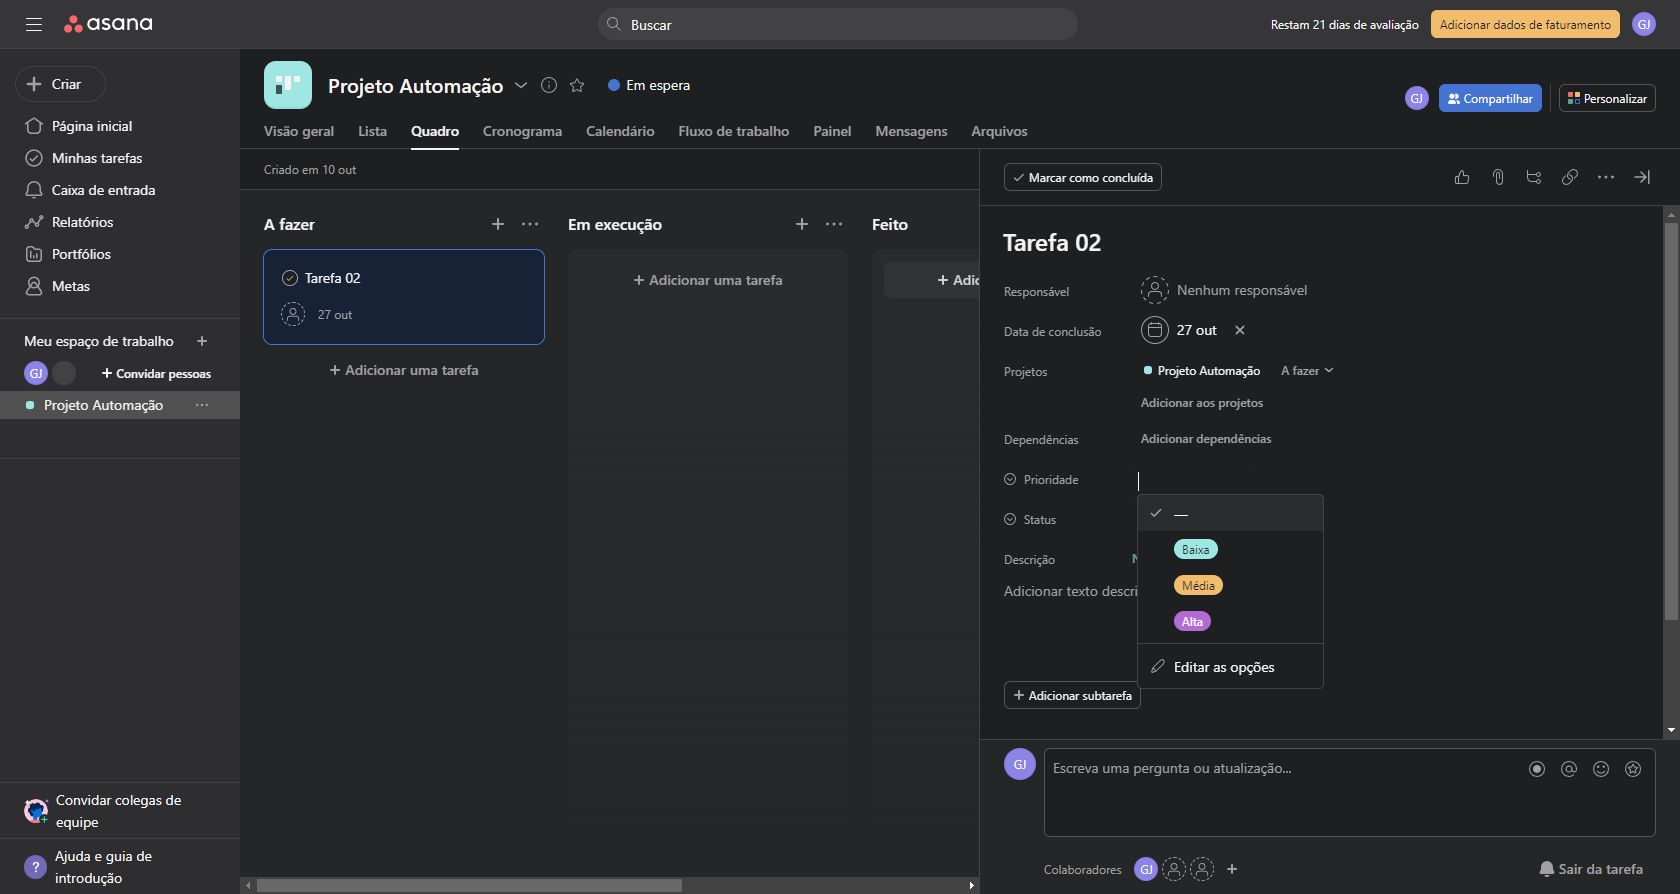 asana
Buscar
Restam 21 dias de avaliação
Adicionar dados de faturamento
GJ
Criar
Página inicial
Minhas tarefas
Caixa de entrada
Relatórios
Portfólios
Metas
Meu espaço de trabalho
GJ
Convidar pessoas
Projeto Automação
Convidar colegas de
equipe
?
Ajuda e guia de
introdução
Projeto Automação
Em espera
GJ
Compartilhar
Personalizar
Visão geral
Lista
Quadro
Cronograma
Calendário
Fluxo de trabalho
Painel
Mensagens
Arquivos
Criado em 10 out
A fazer
Tarefa 02
27 out
+ Adicionar uma tarefa
Em execução
+ Adicionar uma tarefa
Feito
+ Adic
Marcar como concluída
Tarefa 02
Responsável
Nenhum responsável
Data de conclusão
27 out
Projetos
Projeto Automação
A fazer
Adicionar aos projetos
Dependências
Adicionar dependências
Prioridade
—
Baixa
Média
Alta
Editar as opções
Status
Descrição
Adicionar texto descri
+ Adicionar subtarefa
GJ
Escreva uma pergunta ou atualização...
Colaboradores
GJ
Sair da tarefa